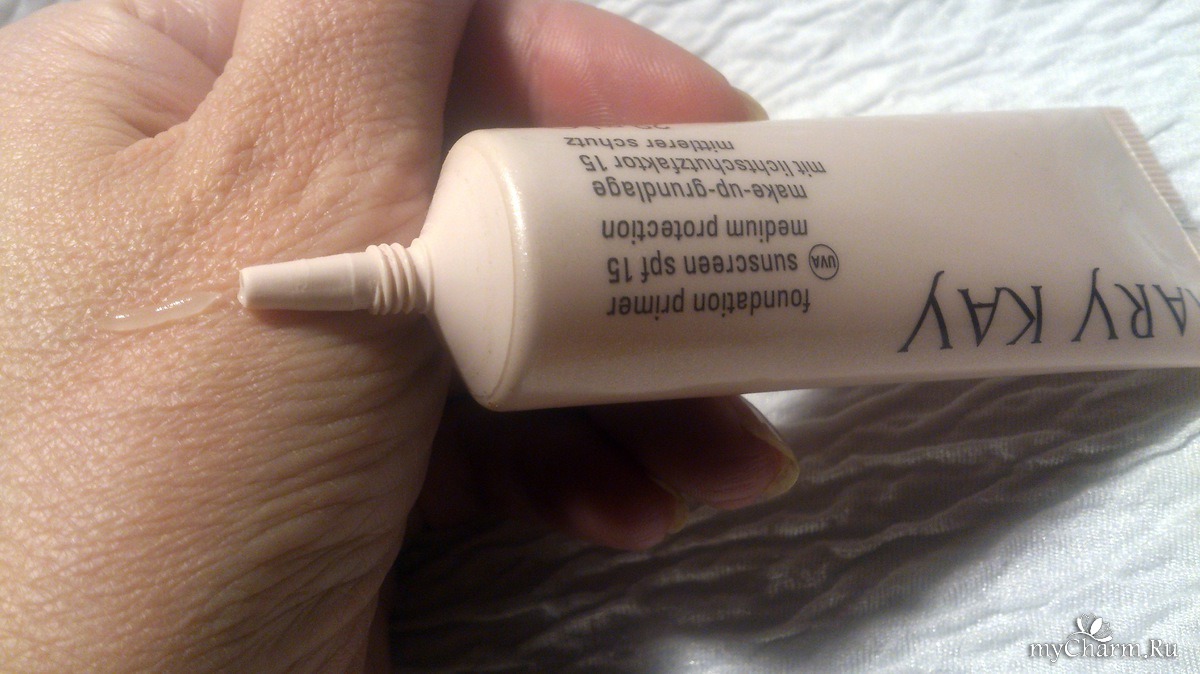 ARY KAY
foundation primer
sunscreen spf 15 UVA
medium protection
make-up-grundlage
mit lichtschutzfaktor 15
mittlerer schutz
myCharm.Ru